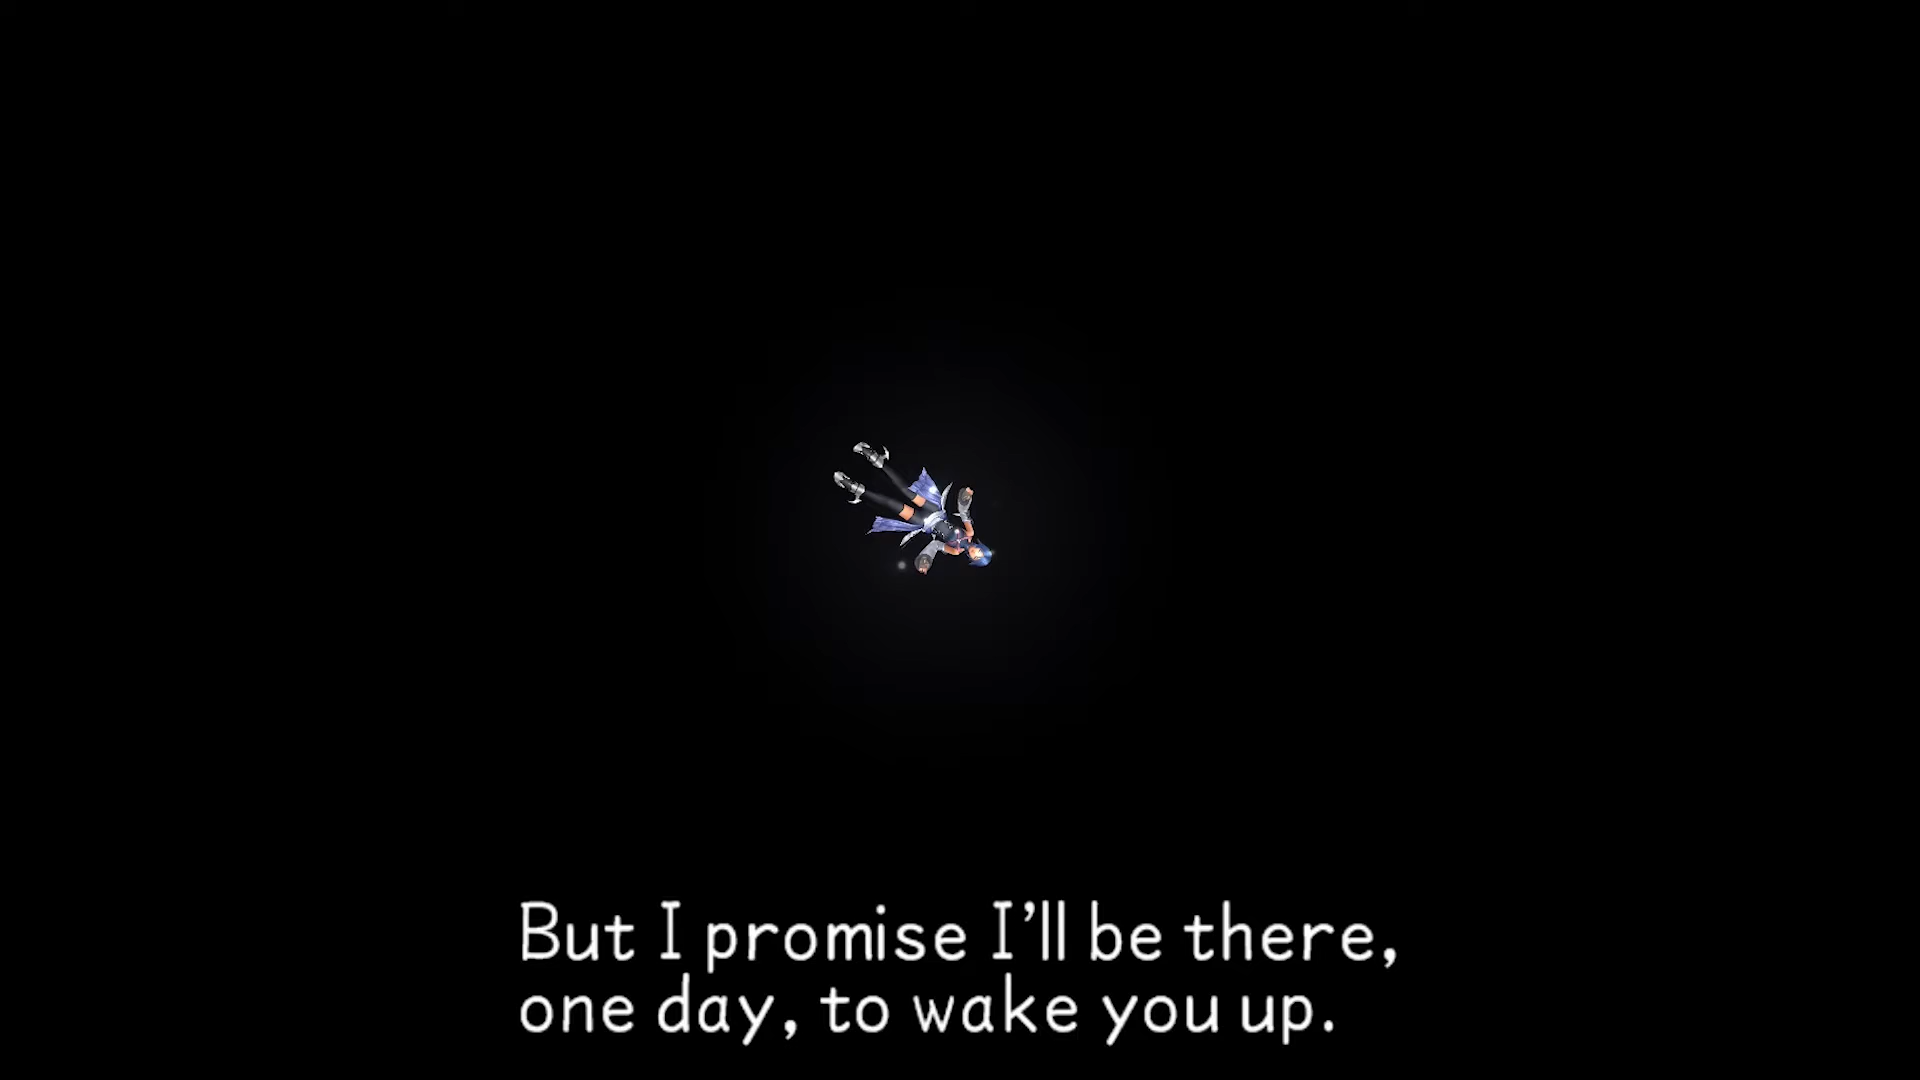 But I promise I'll be there,
one day, to wake you up.